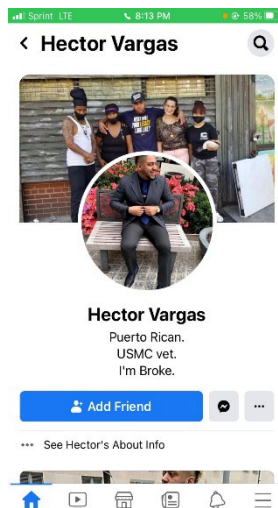 Sprint LTE 8:13 PM 58%
Hector Vargas
Hector Vargas
Puerto Rican.
USMC vet.
I'm Broke.
Add Friend
See Hector's About Info